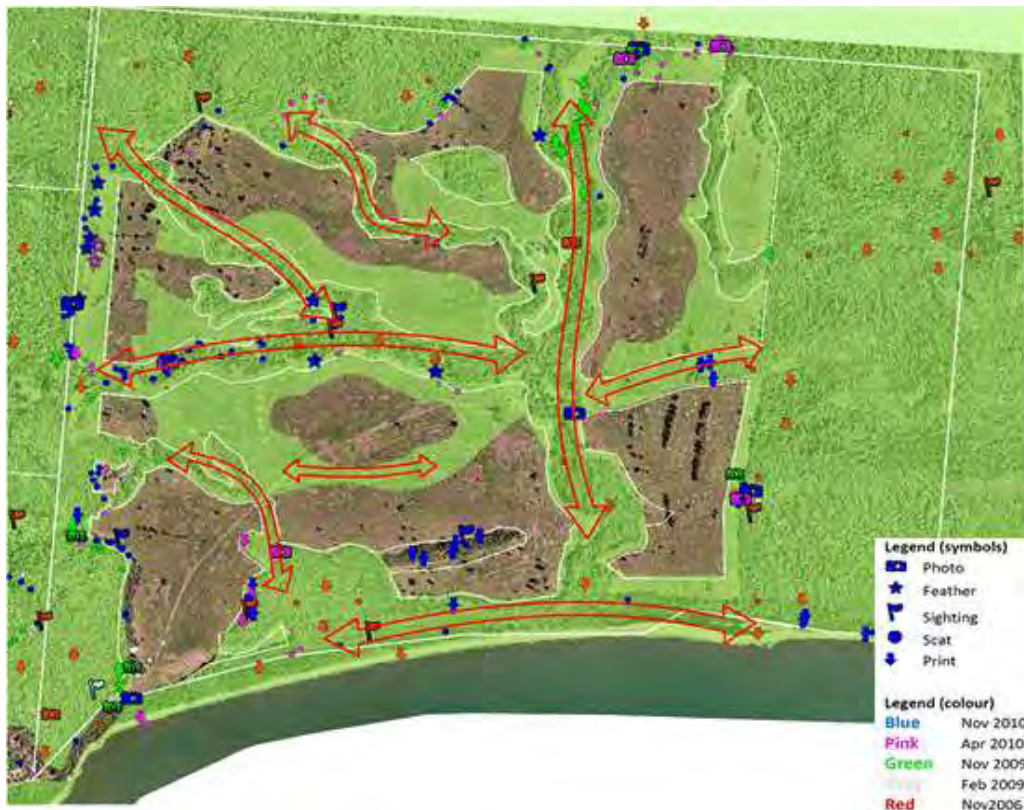 Legend (symbols)
Photo
Feather
Sighting
Scat
Print
Legend (colour)
Blue Nov 2010
Pink Apr 2010
Green Nov 2009
Feb 2009
Red Nov2006